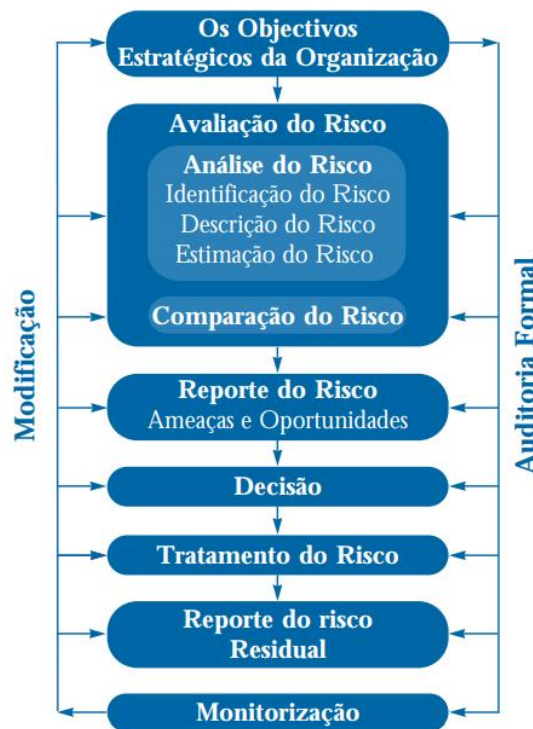 Os Objectivos
Estratégicos da Organização
Avaliação do Risco
Análise do Risco
Identificação do Risco
Descrição do Risco
Estimação do Risco
Comparação do Risco
Reporte do Risco
Ameaças e Oportunidades
Decisão
Tratamento do Risco
Reporte do risco
Residual
Monitorização
Modificação
Auditoria Formal